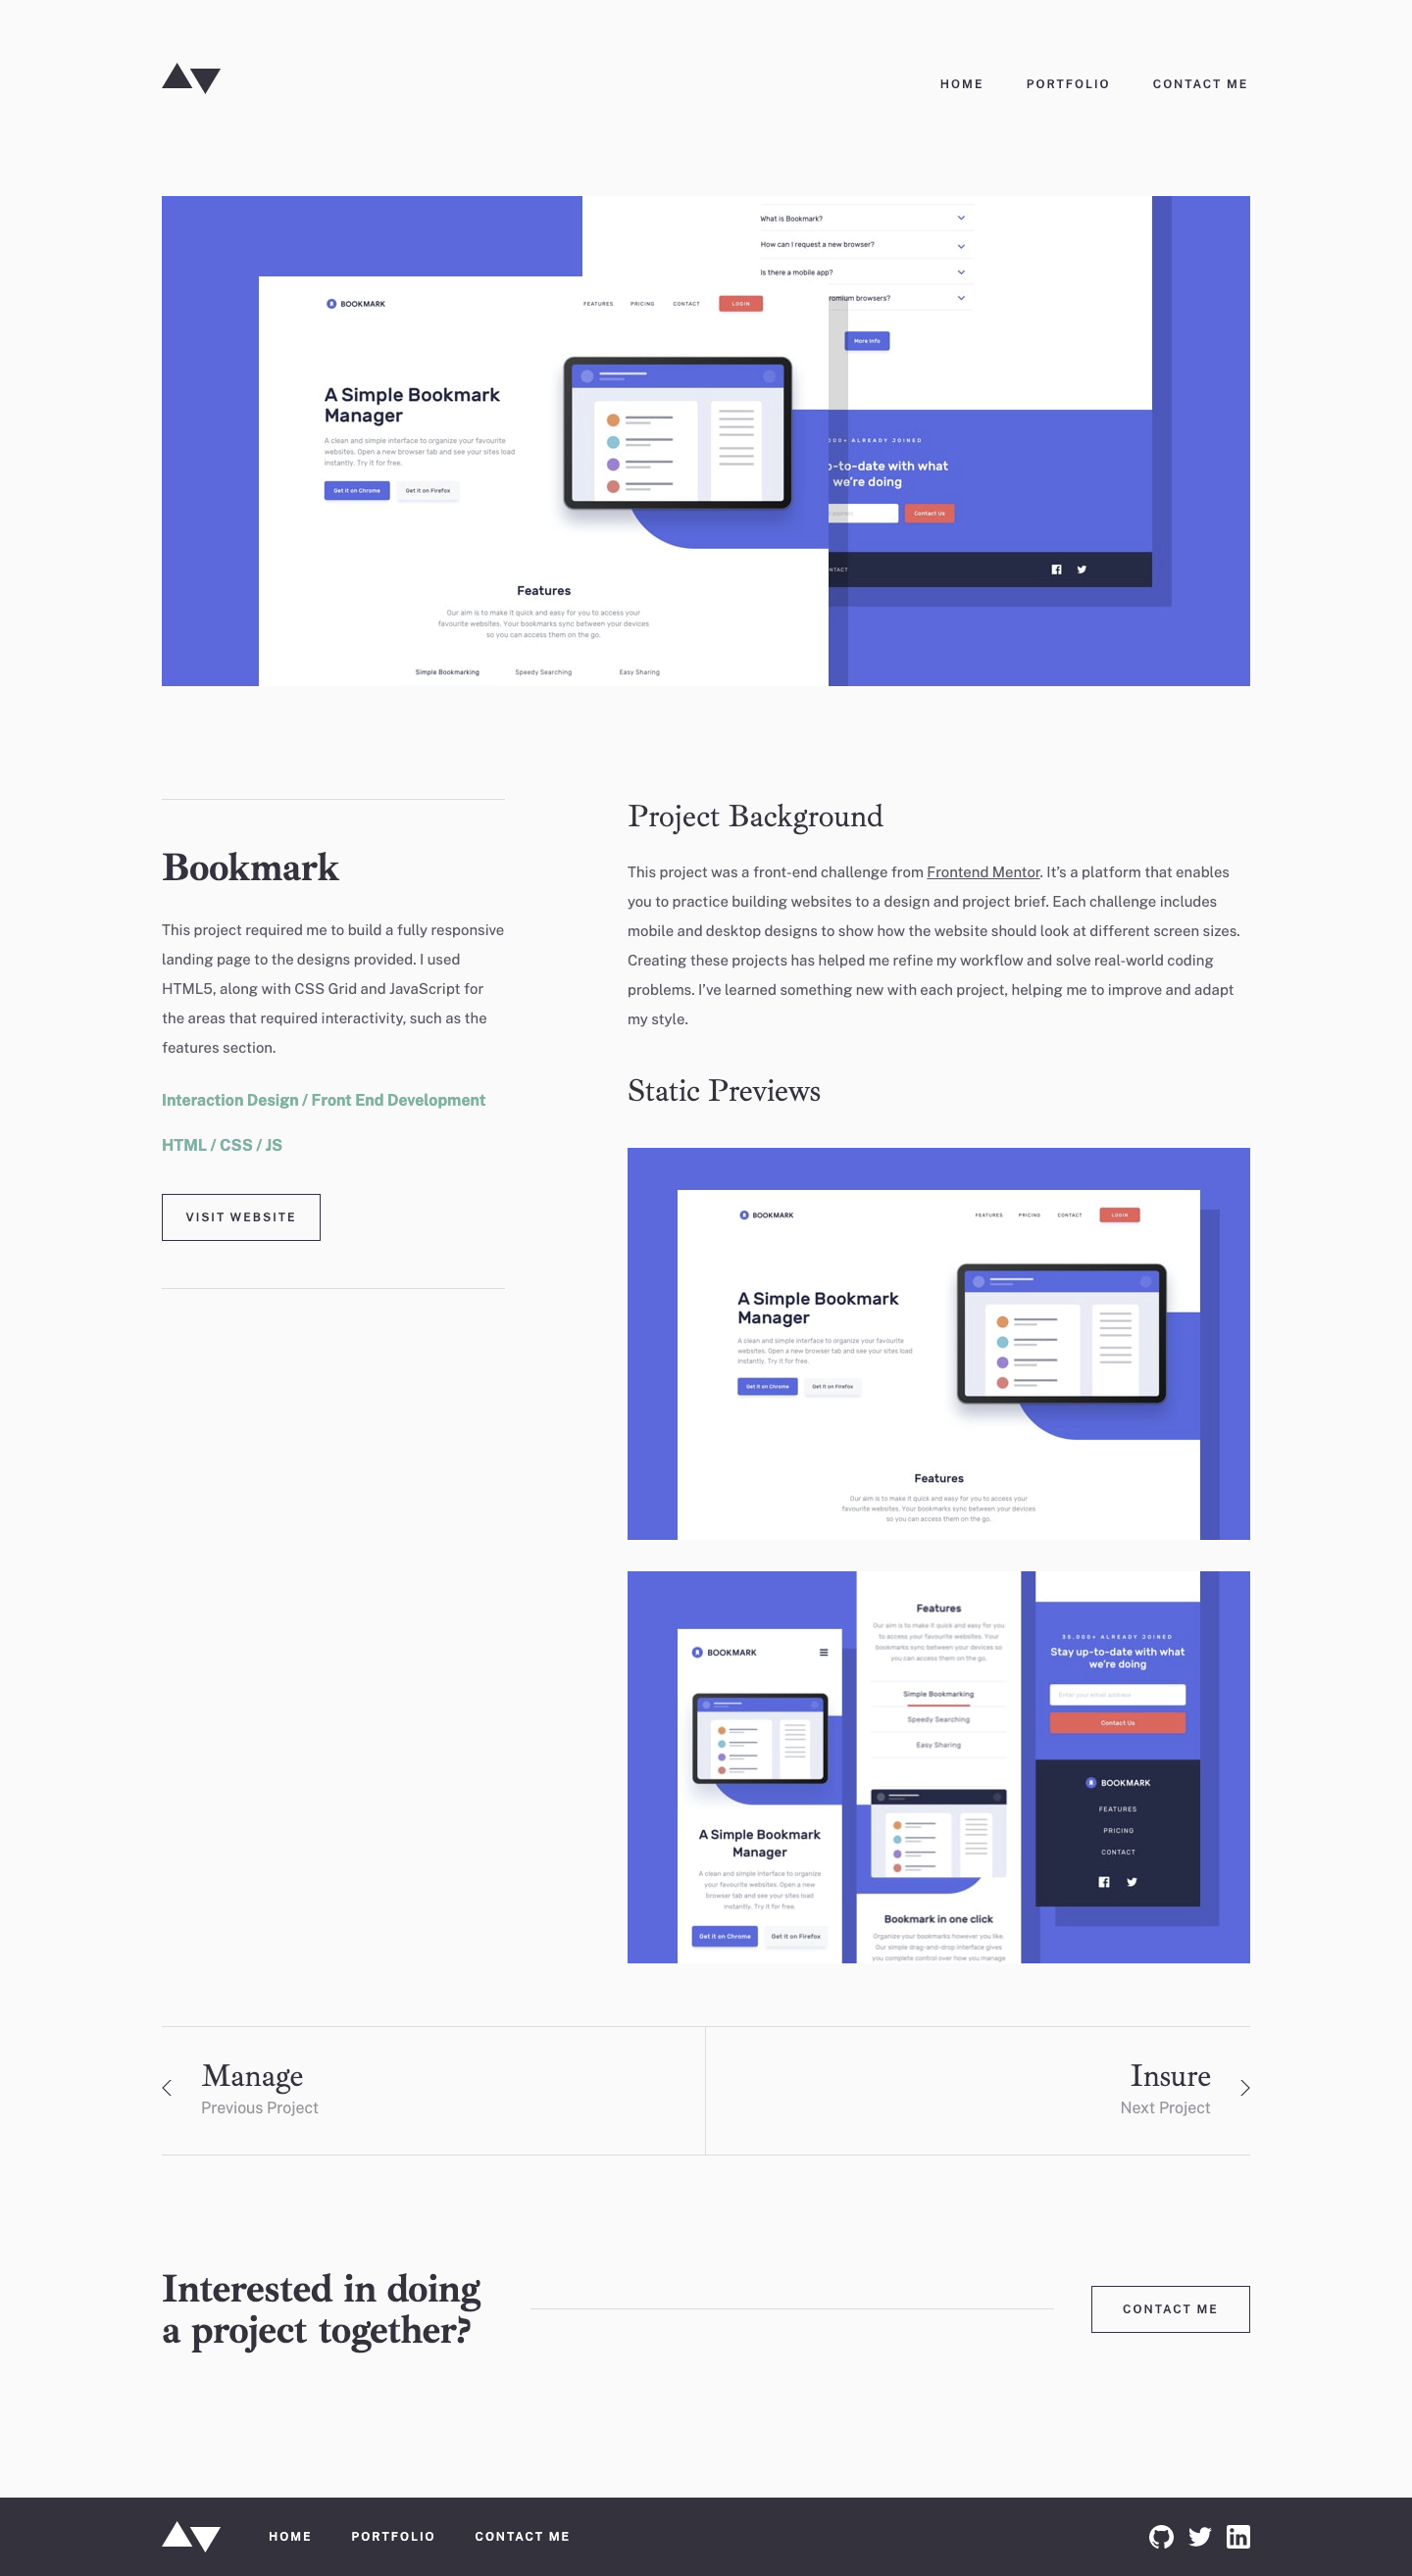 HOME PORTFOLIO CONTACT ME
What is Bookmark?
How can I request a new browser?
Is there a mobile app?
romium browsers?
More Info
BOOKMARK
FEATURES PRICING CONTACT LOGIN
A Simple Bookmark
Manager
A clean and simple interface to organize your favourite
websites. Open a new browser tab and see your sites load
instantly. Try it for free.
Get it on Chrome Get it on Firefox
000+ ALREADY JOINED
p-to-date with what
we're doing
Contact Us
NTACT
Features
Our aim is to make it quick and easy for you to access your
favourite websites. Your bookmarks sync between your devices
so you can access them on the go.
Simple Bookmarking Speedy Searching Easy Sharing
Bookmark
This project required me to build a fully responsive
landing page to the designs provided. I used
HTML5, along with CSS Grid and JavaScript for
the areas that required interactivity, such as the
features section.
Interaction Design / Front End Development
HTML / CSS / JS
VISIT WEBSITE
Project Background
This project was a front-end challenge from Frontend Mentor. It’s a platform that enables
you to practice building websites to a design and project brief. Each challenge includes
mobile and desktop designs to show how the website should look at different screen sizes.
Creating these projects has helped me refine my workflow and solve real-world coding
problems. I’ve learned something new with each project, helping me to improve and adapt
my style.
Static Previews
BOOKMARK
FEATURES PRICING CONTACT LOGIN
A Simple Bookmark
Manager
A clean and simple interface to organize your favourite
websites. Open a new browser tab and see your sites load
instantly. Try it for free.
Get it on Chrome Get it on Firefox
Features
Our aim is to make it quick and easy for you to access your
favourite websites. Your bookmarks sync between your devices
so you can access them on the go.
BOOKMARK
A Simple Bookmark
Manager
A clean and simple interface to organize
your favourite websites. Open a new
browser tab and see your sites load
instantly. Try it for free.
Get it on Chrome Get it on Firefox
Features
Our aim is to make it quick and easy for you
to access your favourite websites. Your
bookmarks sync between your devices so
you can access them on the go.
Simple Bookmarking
Speedy Searching
Easy Sharing
Bookmark in one click
Organize your bookmarks however you like.
Our simple drag-and-drop interface gives
you complete control over how you manage
35,000+ ALREADY JOINED
Stay up-to-date with what
we're doing
Enter your email address
Contact Us
BOOKMARK
FEATURES
PRICING
CONTACT
Manage
Previous Project
Insure
Next Project
Interested in doing
a project together?
CONTACT ME
HOME PORTFOLIO CONTACT ME